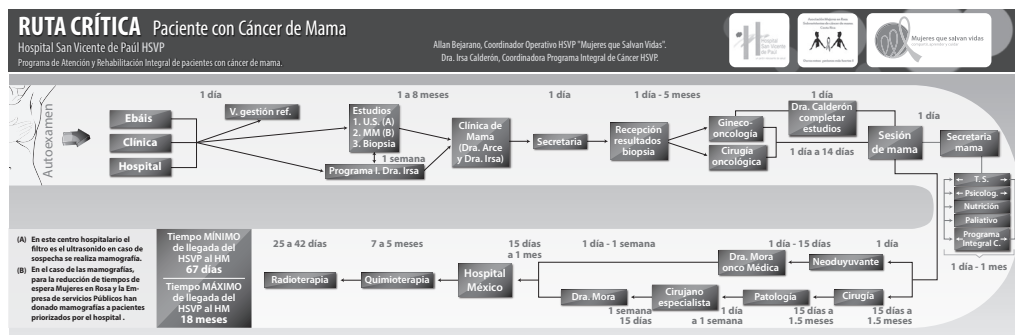 RUTA CRÍTICA Paciente con Cáncer de Mama
Hospital San Vicente de Paúl HSVP
Programa de Atención y Rehabilitación Integral de pacientes con cáncer de mama.
Allan Bejarano, Coordinador Operativo HSVP "Mujeres que Salvan Vidas".
Dra. Irsa Calderón, Coordinadora Programa Integral de Cáncer HSVP.
Hospital
San Vicente
de Paúl
Mujeres que salvan vidas
Autoexamen
1 día
1 a 8 meses
1 día
1 día - 5 meses
1 día
1 día
Ebáis
Clínica
Hospital
V. gestión ref.
Estudios
1. U.S. (A)
2. MM (B)
3. Biopsia
1 semana
Programa I. Dra. Irsa
Clínica de
Mama
(Dra. Arce
y Dra. Irsa)
Secretaria
Recepción
resultados
biopsia
Gineco-
oncología
Cirugía
oncológica
Dra. Calderón
completar
estudios
1 día a 14 días
Sesión
de mama
Secretaria
mama
T. S.
Psicolog.
Nutrición
Paliativo
Programa
Integral C.
1 día - 1 mes
(A) En este centro hospitalario el
filtro es el ultrasonido en caso de
sospecha se realiza mamografía.
(B) En el caso de las mamografías,
para la reducción de tiempos de
espera Mujeres en Rosa y la Em-
presa de servicios Públicos han
donado mamografías a pacientes
priorizados por el hospital .
Tiempo MÍNIMO
de llegada del
HSVP al HM
67 días
Tiempo MÁXIMO
de llegada del
HSVP al HM
18 meses
25 a 42 días
7 a 5 meses
15 días
a 1 mes
1 día - 1 semana
1 día - 15 días
1 día
Radioterapia
Quimioterapia
Hospital
México
Dra. Mora
onco Médica
Neoduyuvante
Dra. Mora
Cirujano
especialista
Patología
Cirugía
1 semana
15 días
1 día
a 1 semana
15 días a
1.5 meses
15 días a
1.5 meses